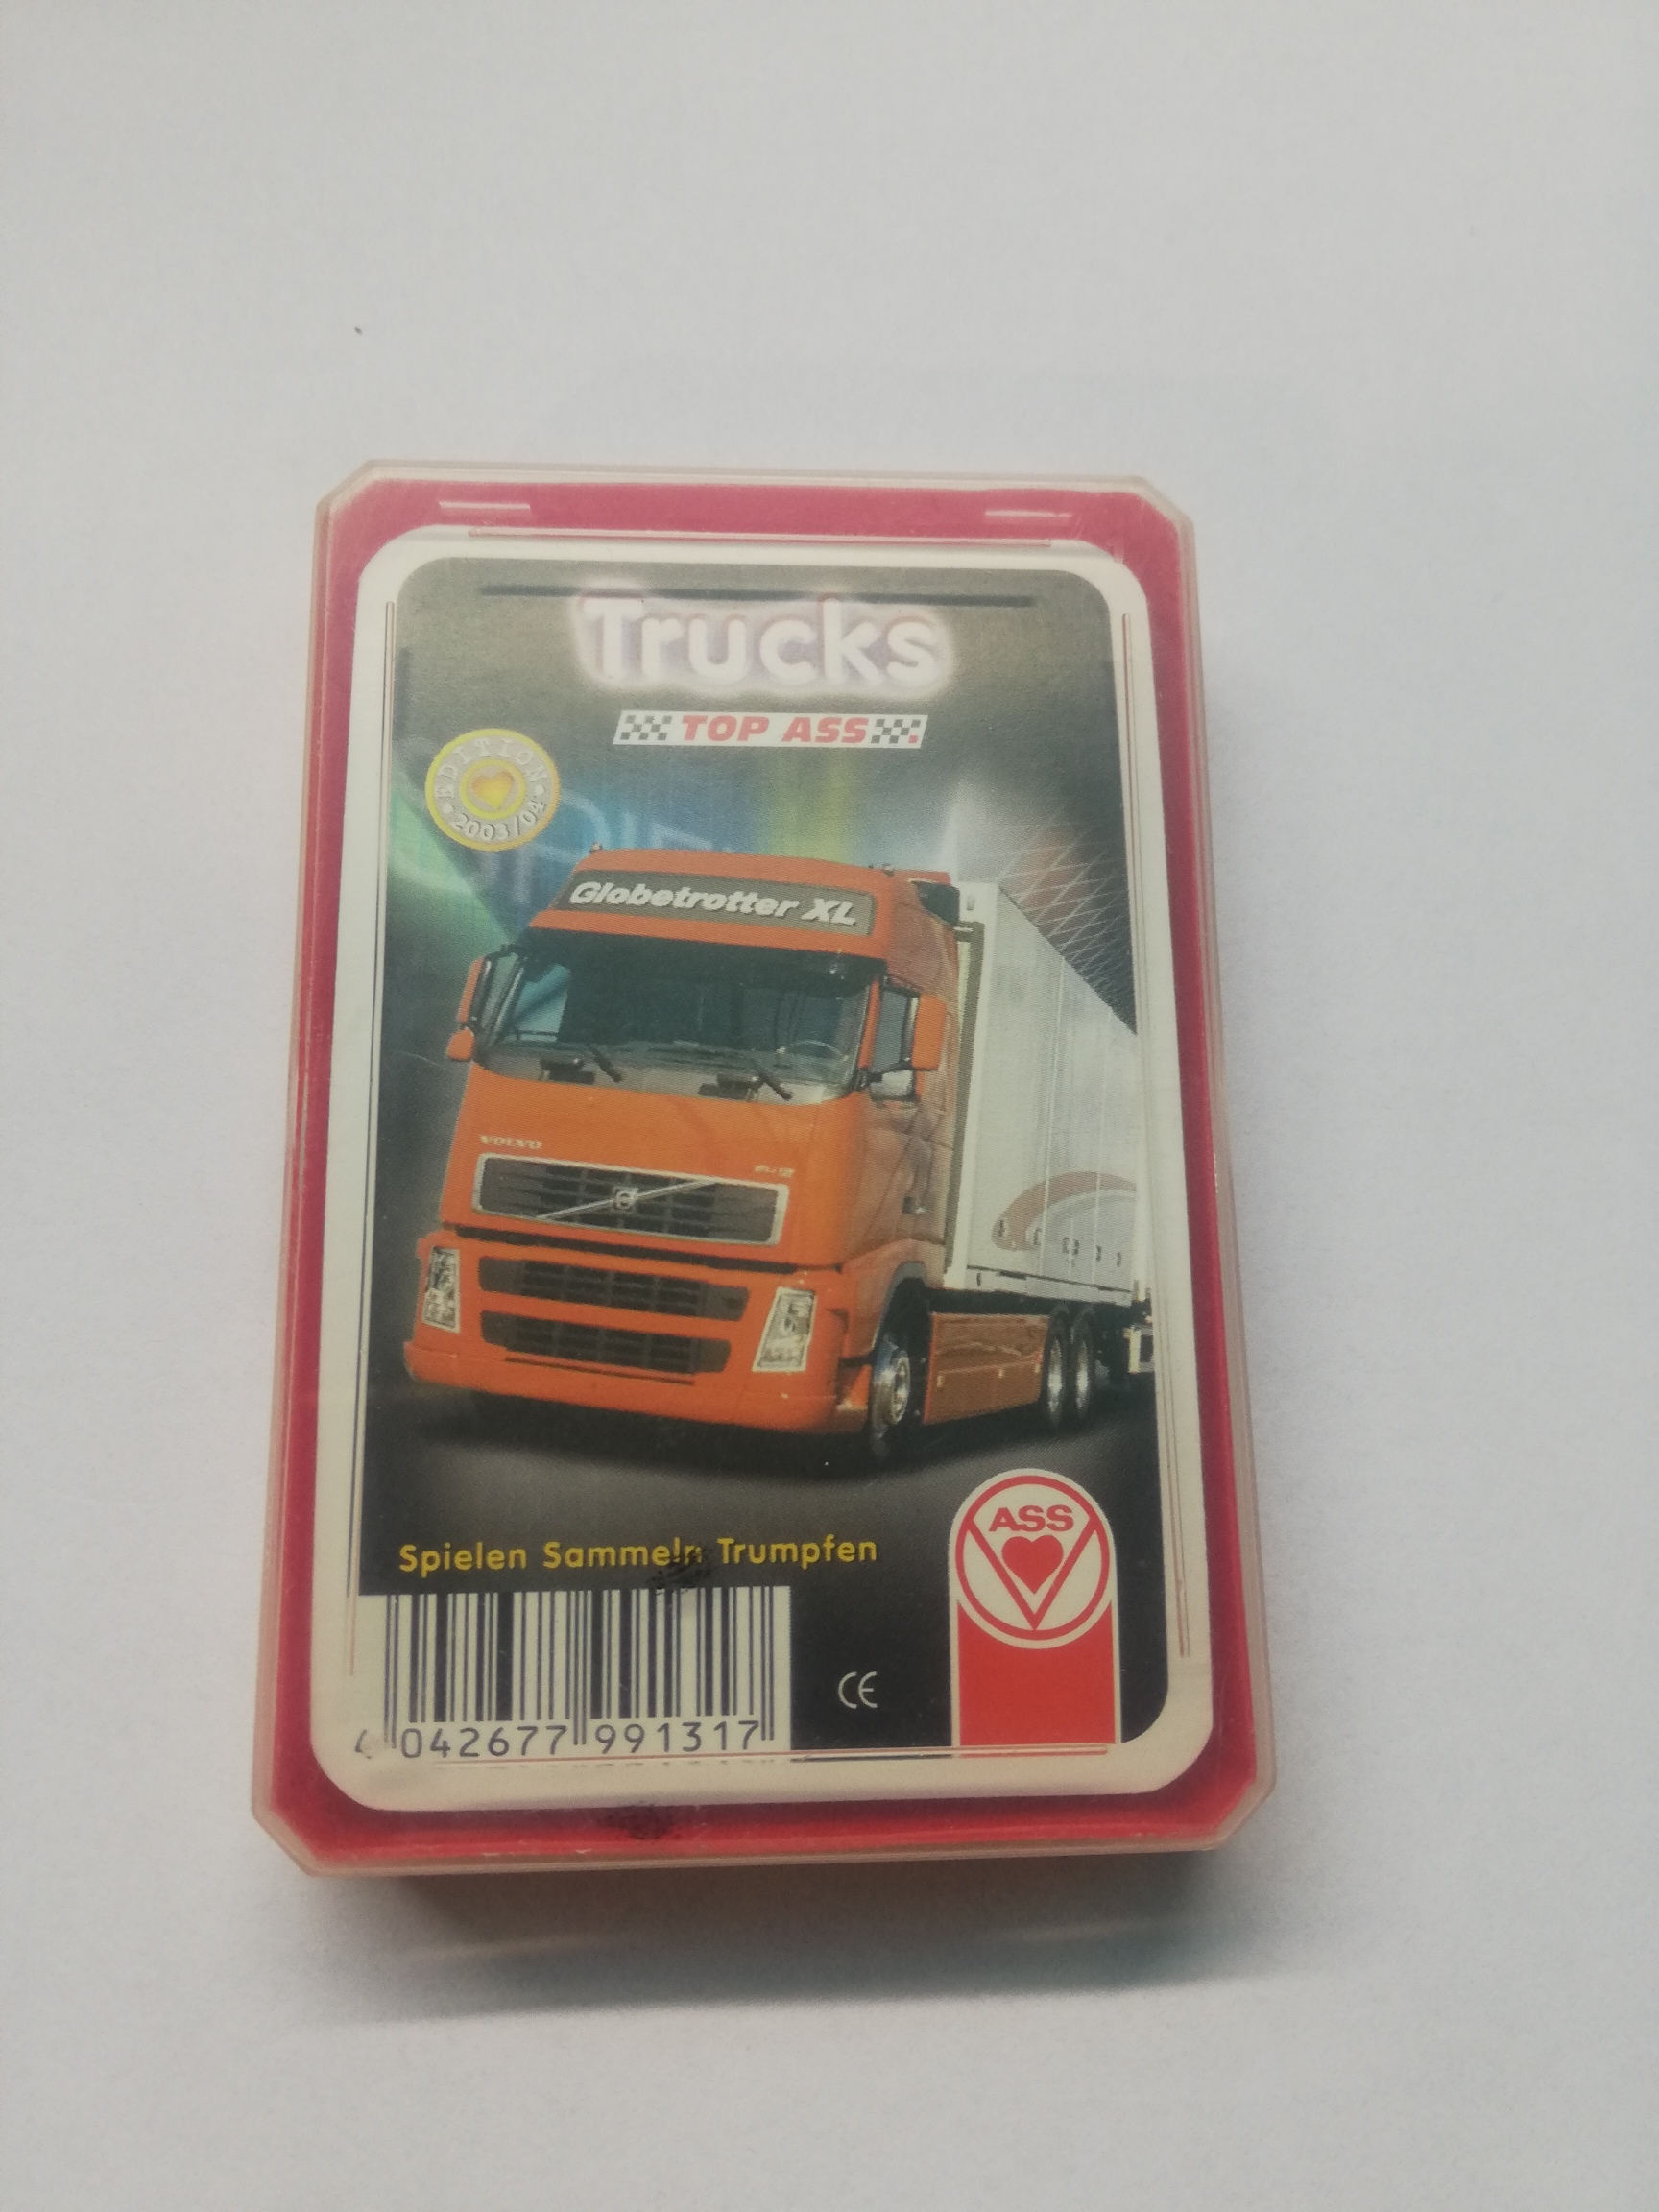 Trucks
TOP ASS
EDITION
2003/04
Globetrotter XL
VOLVO
ASS
Spielen Sammeln Trumpfen
CE
4 042677 991317